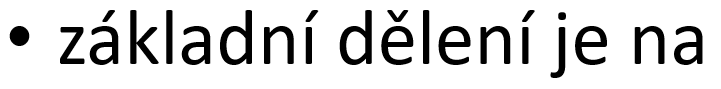 • základní dělení je na